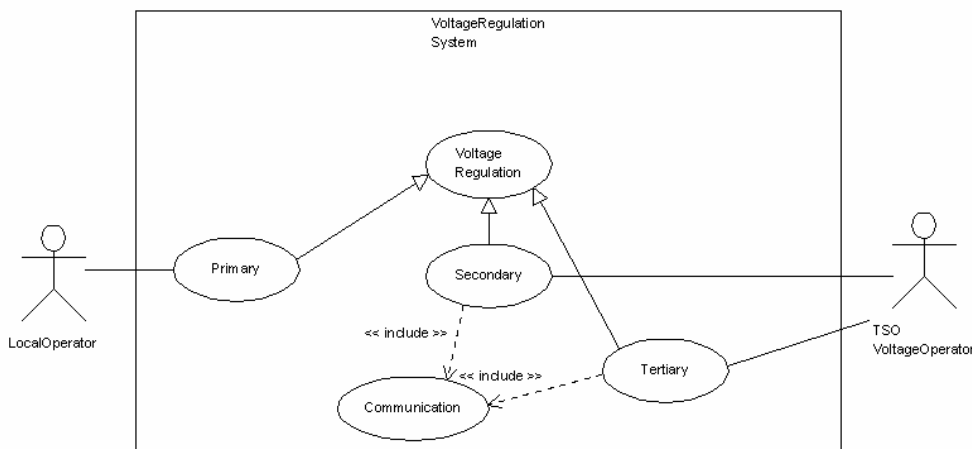 VoltageRegulation
System
Voltage
Regulation
Primary
Secondary
<< include >>
LocalOperator
TSO
VoltageOperator
<< include >>
Tertiary
Communication